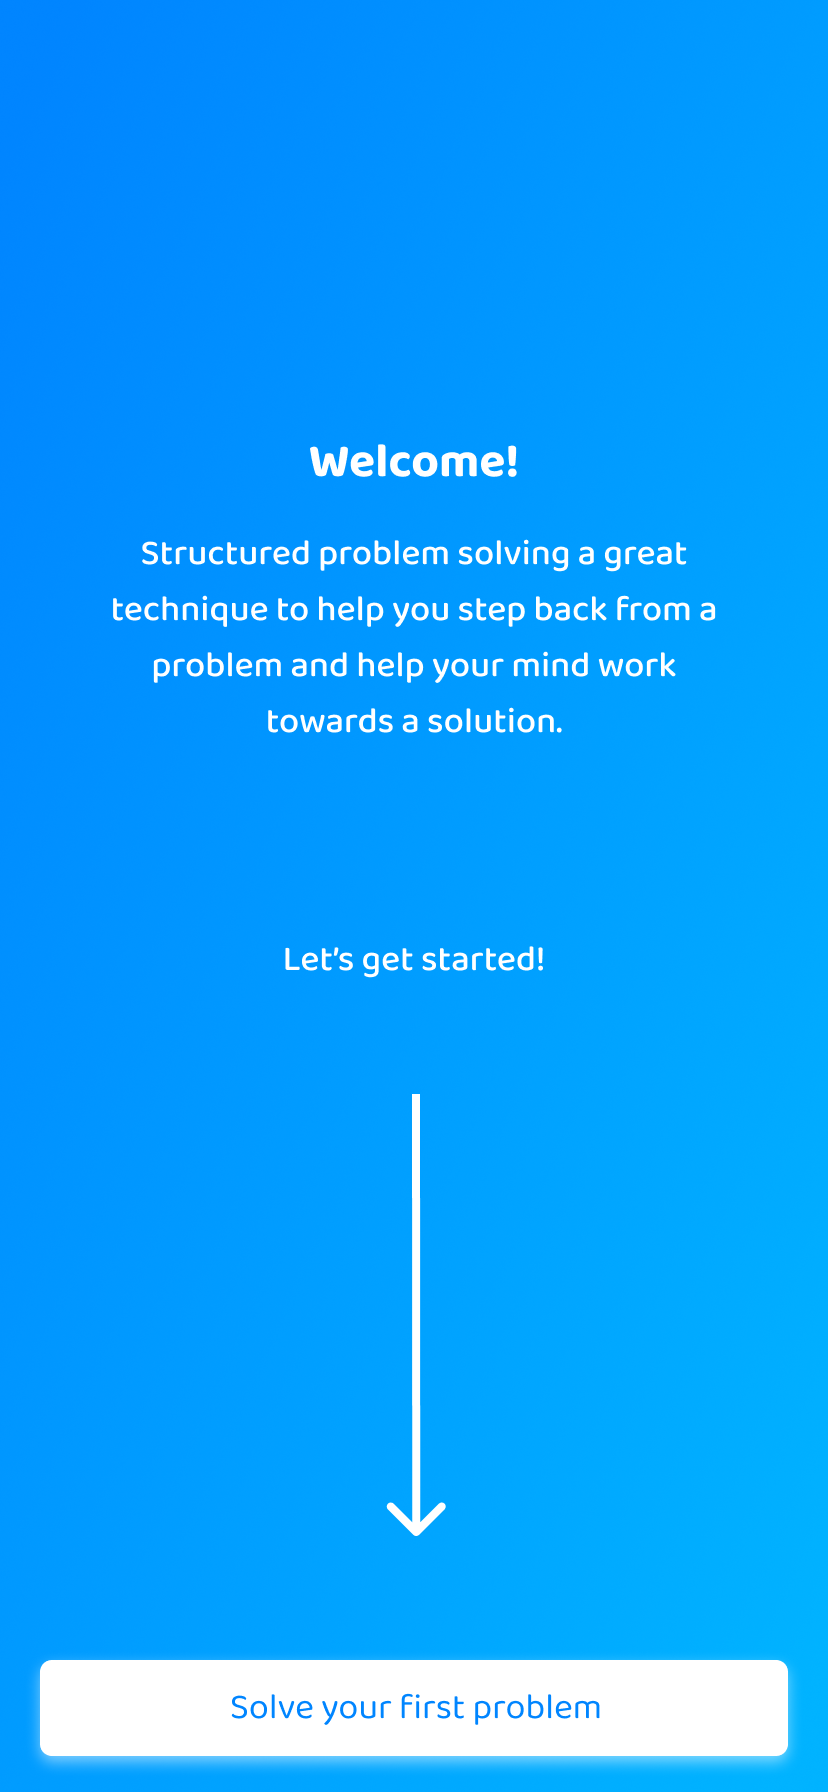 Welcome!
Structured problem solving a great
technique to help you step back from a
problem and help your mind work
towards a solution.
Let’s get started!
Solve your first problem